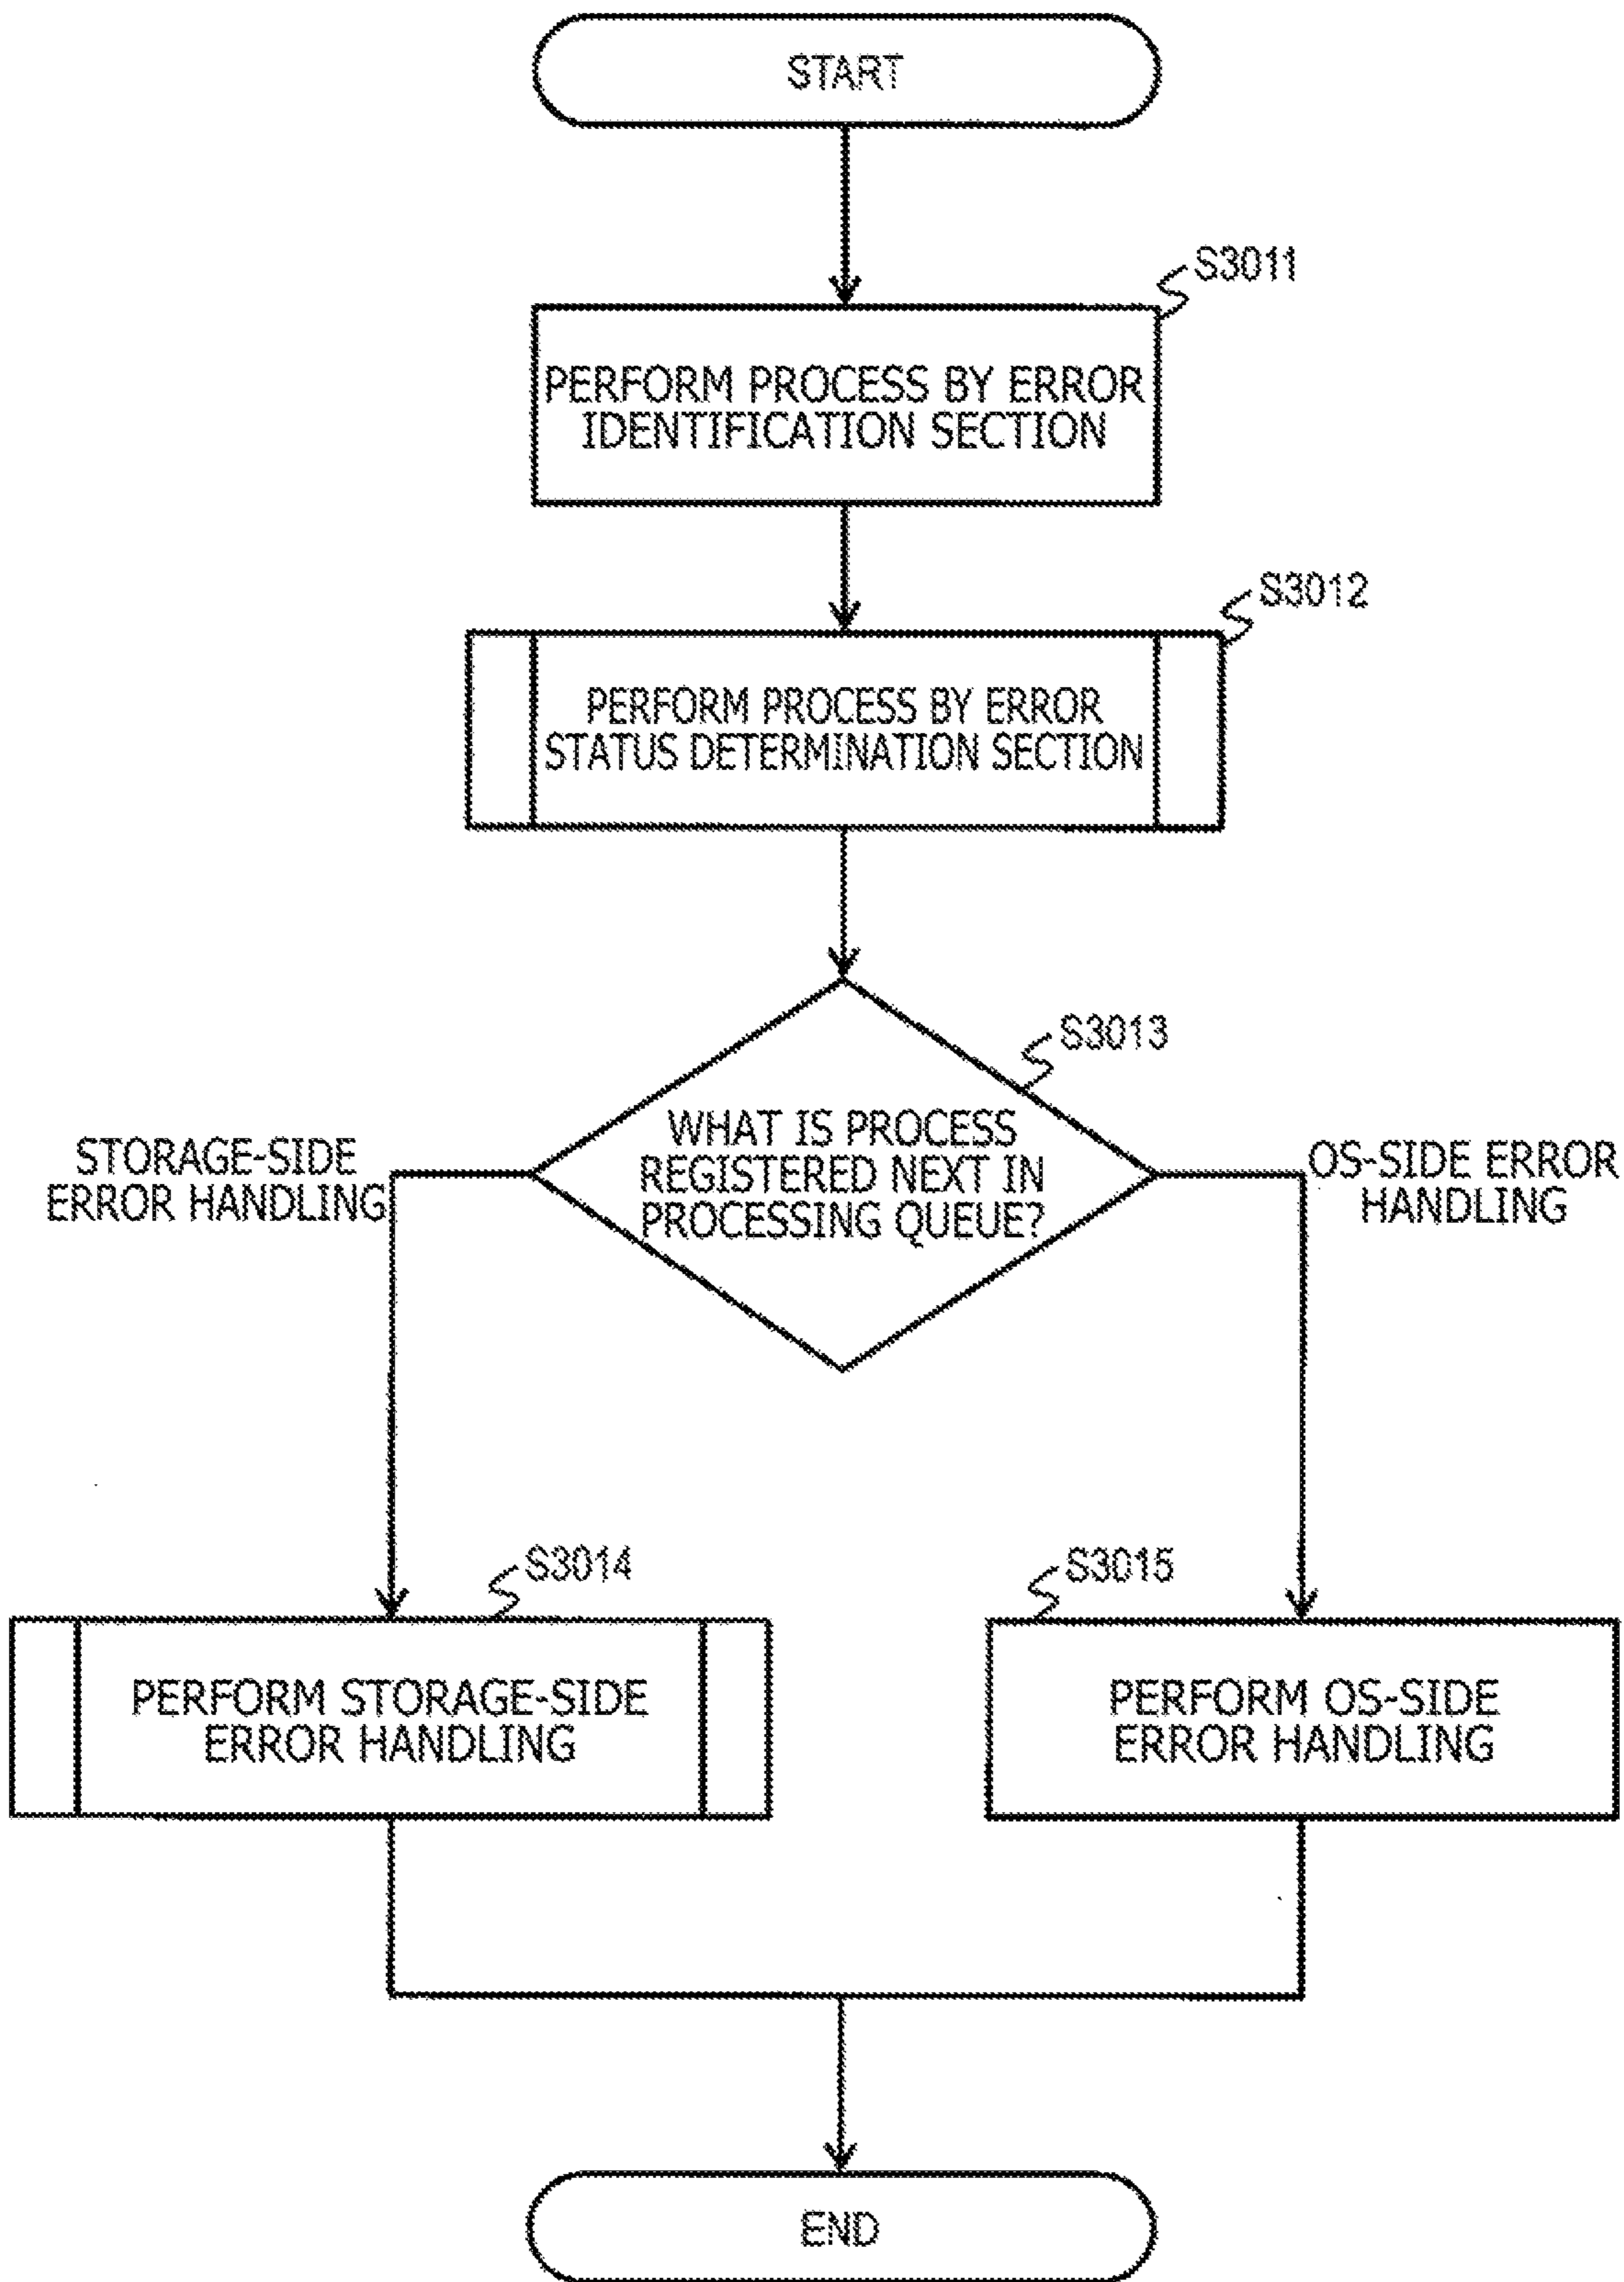 START
S3011
PERFORM PROCESS BY ERROR
IDENTIFICATION SECTION
S3012
PERFORM PROCESS BY ERROR
STATUS DETERMINATION SECTION
S3013
WHAT IS PROCESS
REGISTERED NEXT IN
PROCESSING QUEUE?
STORAGE-SIDE
ERROR HANDLING
OS-SIDE ERROR
HANDLING
S3014
PERFORM STORAGE-SIDE
ERROR HANDLING
S3015
PERFORM OS-SIDE
ERROR HANDLING
END